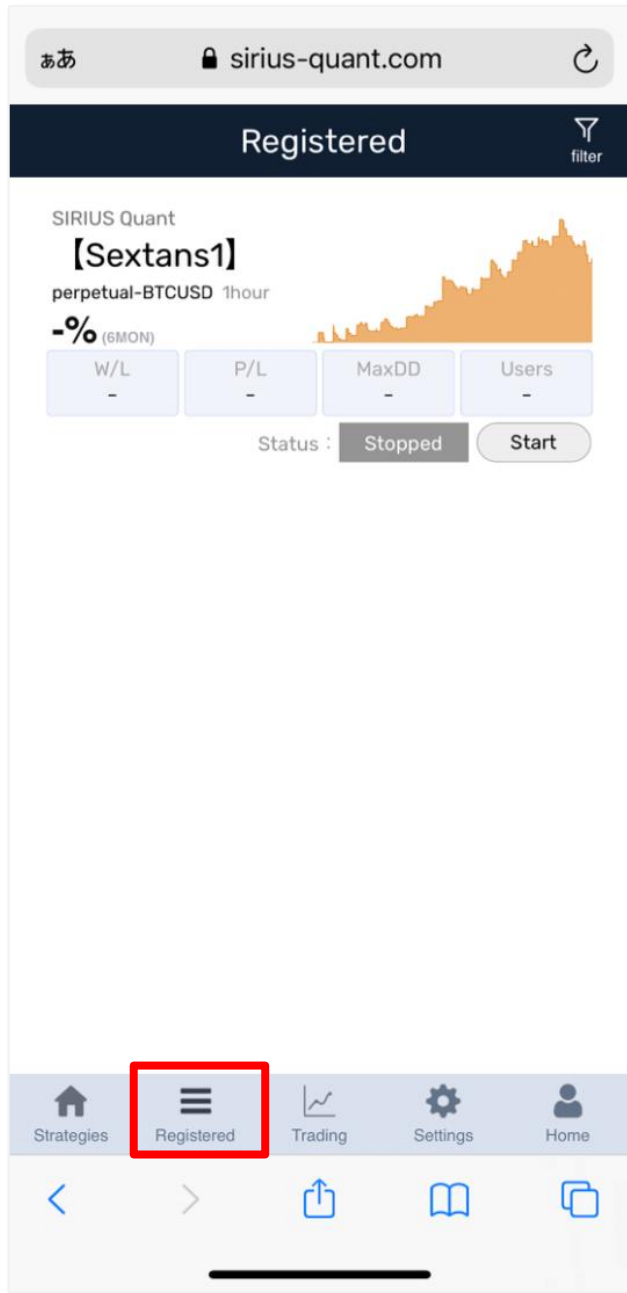 ぁあ sirius-quant.com
Registered
filter
SIRIUS Quant
【Sextans1】
perpetual-BTCUSD 1hour
-% (6MON)
W/L P/L MaxDD Users
- - - -
Status : Stopped Start
Strategies Registered Trading Settings Home